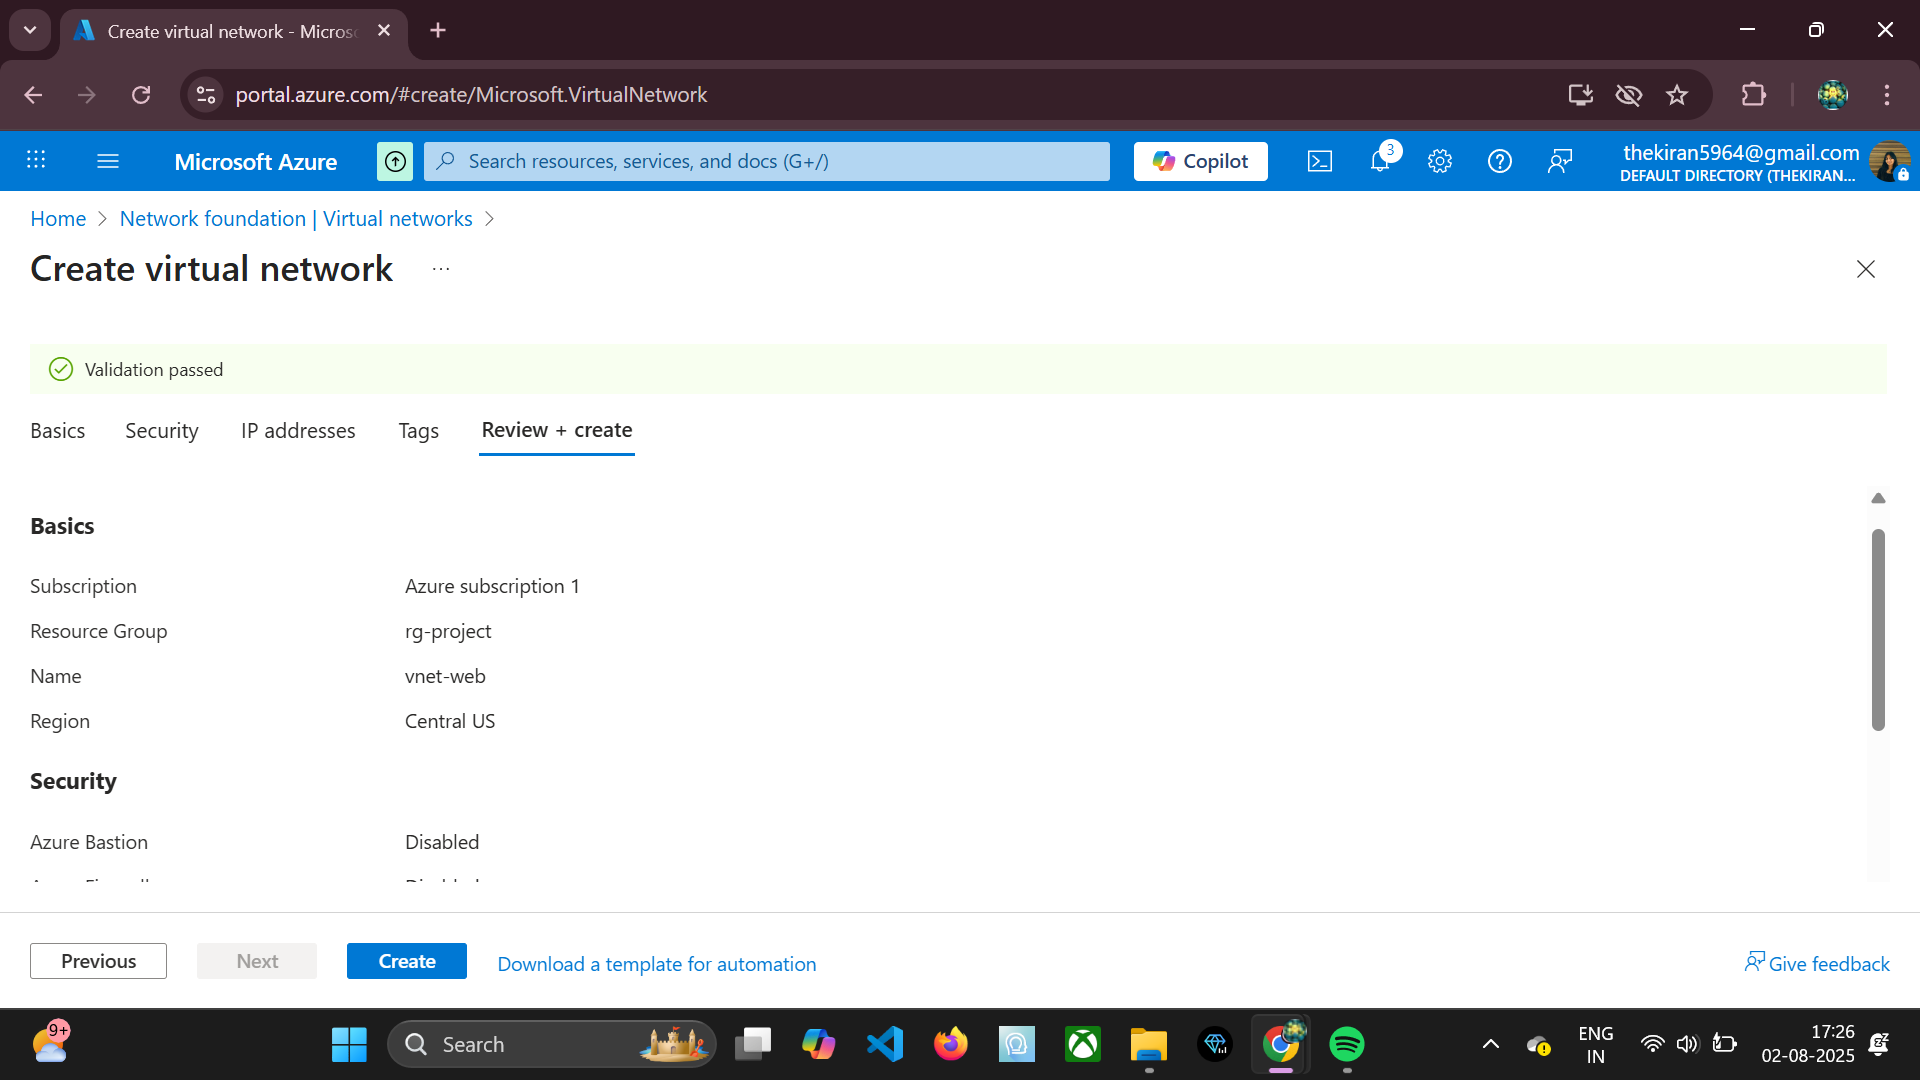 Create virtual network - Micros
portal.azure.com/#create/Microsoft.VirtualNetwork
Microsoft Azure
Search resources, services, and docs (G+/)
Copilot
3
thekiran5964@gmail.com
DEFAULT DIRECTORY (THEKIRAN...
Home > Network foundation | Virtual networks >
Create virtual network ...
Validation passed
Basics Security IP addresses Tags Review + create
Basics
Subscription Azure subscription 1
Resource Group rg-project
Name vnet-web
Region Central US
Security
Azure Bastion Disabled
Previous Next Create Download a template for automation Give feedback
9+
Search
ENG
IN
17:26
02-08-2025